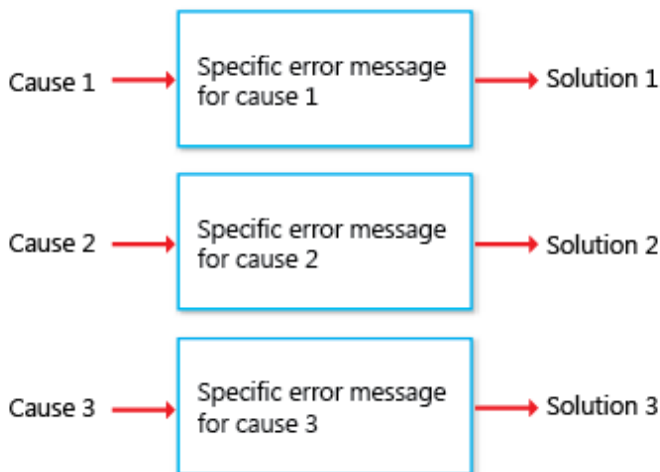 Cause 1
Specific error message
for cause 1
Solution 1
Cause 2
Specific error message
for cause 2
Solution 2
Cause 3
Specific error message
for cause 3
Solution 3